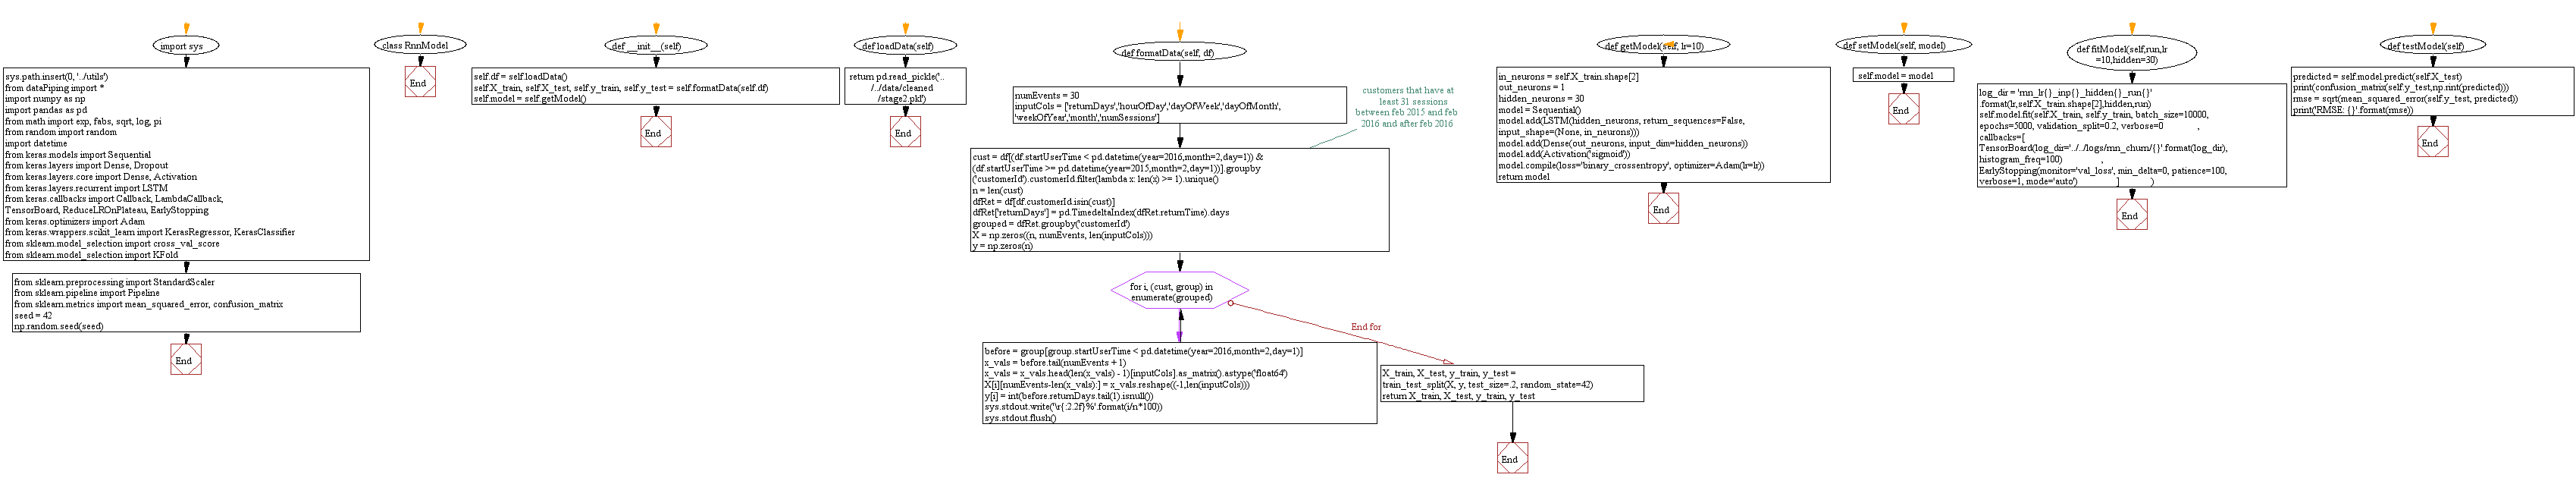 import sys
sys.path.insert(0, '../utils')
from dataPiping import *
import numpy as np
import pandas as pd
from math import exp, fabs, sqrt, log, pi
from random import random
import datetime
from keras.models import Sequential
from keras.layers import Dense, Dropout
from keras.layers.core import Dense, Activation
from keras.layers.recurrent import LSTM
from keras.callbacks import Callback, LambdaCallback,
TensorBoard, ReduceLROnPlateau, EarlyStopping
from keras.optimizers import Adam
from keras.wrappers.scikit_learn import KerasRegressor, KerasClassifier
from sklearn.model_selection import cross_val_score
from sklearn.model_selection import KFold
from sklearn.preprocessing import StandardScaler
from sklearn.pipeline import Pipeline
from sklearn.metrics import mean_squared_error, confusion_matrix
seed = 42
np.random.seed(seed)
End
class RnnModel
End
def __init__(self)
self.df = self.loadData()
self.X_train, self.X_test, self.y_train, self.y_test = self.formatData(self.df)
self.model = self.getModel()
End
def loadData(self)
return pd.read_pickle('..
/../data/cleaned
/stage2.pkl')
End
def formatData(self, df)
numEvents = 30
inputCols = ['returnDays','hourOfDay','dayOfWeek','dayOfMonth',
'weekOfYear','month','numSessions']
customers that have at
least 31 sessions
between feb 2015 and feb
2016 and after feb 2016
cust = df[(df.startUserTime < pd.datetime(year=2016,month=2,day=1)) &
(df.startUserTime >= pd.datetime(year=2015,month=2,day=1))].groupby
('customerId').customerId.filter(lambda x: len(x) >= 1).unique()
n = len(cust)
dfRet = df[df.customerId.isin(cust)]
dfRet['returnDays'] = pd.TimedeltaIndex(dfRet.returnTime).days
grouped = dfRet.groupby('customerId')
X = np.zeros((n, numEvents, len(inputCols)))
y = np.zeros(n)
for i, (cust, group) in
enumerate(grouped)
End for
before = group[group.startUserTime < pd.datetime(year=2016,month=2,day=1)]
x_vals = before.tail(numEvents + 1)
x_vals = x_vals.head(len(x_vals) - 1)[inputCols].as_matrix().astype('float64')
X[i][numEvents-len(x_vals):] = x_vals.reshape((-1,len(inputCols)))
y[i] = int(before.returnDays.tail(1).isnull())
sys.stdout.write('\r{:2.2f}%'.format(i/n*100))
sys.stdout.flush()
X_train, X_test, y_train, y_test =
train_test_split(X, y, test_size=.2, random_state=42)
return X_train, X_test, y_train, y_test
End
def getModel(self, lr=10)
in_neurons = self.X_train.shape[2]
out_neurons = 1
hidden_neurons = 30
model = Sequential()
model.add(LSTM(hidden_neurons, return_sequences=False,
input_shape=(None, in_neurons)))
model.add(Dense(out_neurons, input_dim=hidden_neurons))
model.add(Activation('sigmoid'))
model.compile(loss='binary_crossentropy', optimizer=Adam(lr=lr))
return model
End
def setModel(self, model)
self.model = model
End
def fitModel(self,run,lr
=10,hidden=30)
log_dir = 'rnn_lr{}_inp{}_hidden{}_run{}'
.format(lr,self.X_train.shape[2],hidden,run)
self.model.fit(self.X_train, self.y_train, batch_size=10000,
epochs=5000, validation_split=0.2, verbose=0 ,
callbacks=[
TensorBoard(log_dir='../../logs/rnn_churn/{}'.format(log_dir),
histogram_freq=100) ,
EarlyStopping(monitor='val_loss', min_delta=0, patience=100,
verbose=1, mode='auto') ] )
End
def testModel(self)
predicted = self.model.predict(self.X_test)
print(confusion_matrix(self.y_test,np.rint(predicted)))
rmse = sqrt(mean_squared_error(self.y_test, predicted))
print('RMSE: {}'.format(rmse))
End